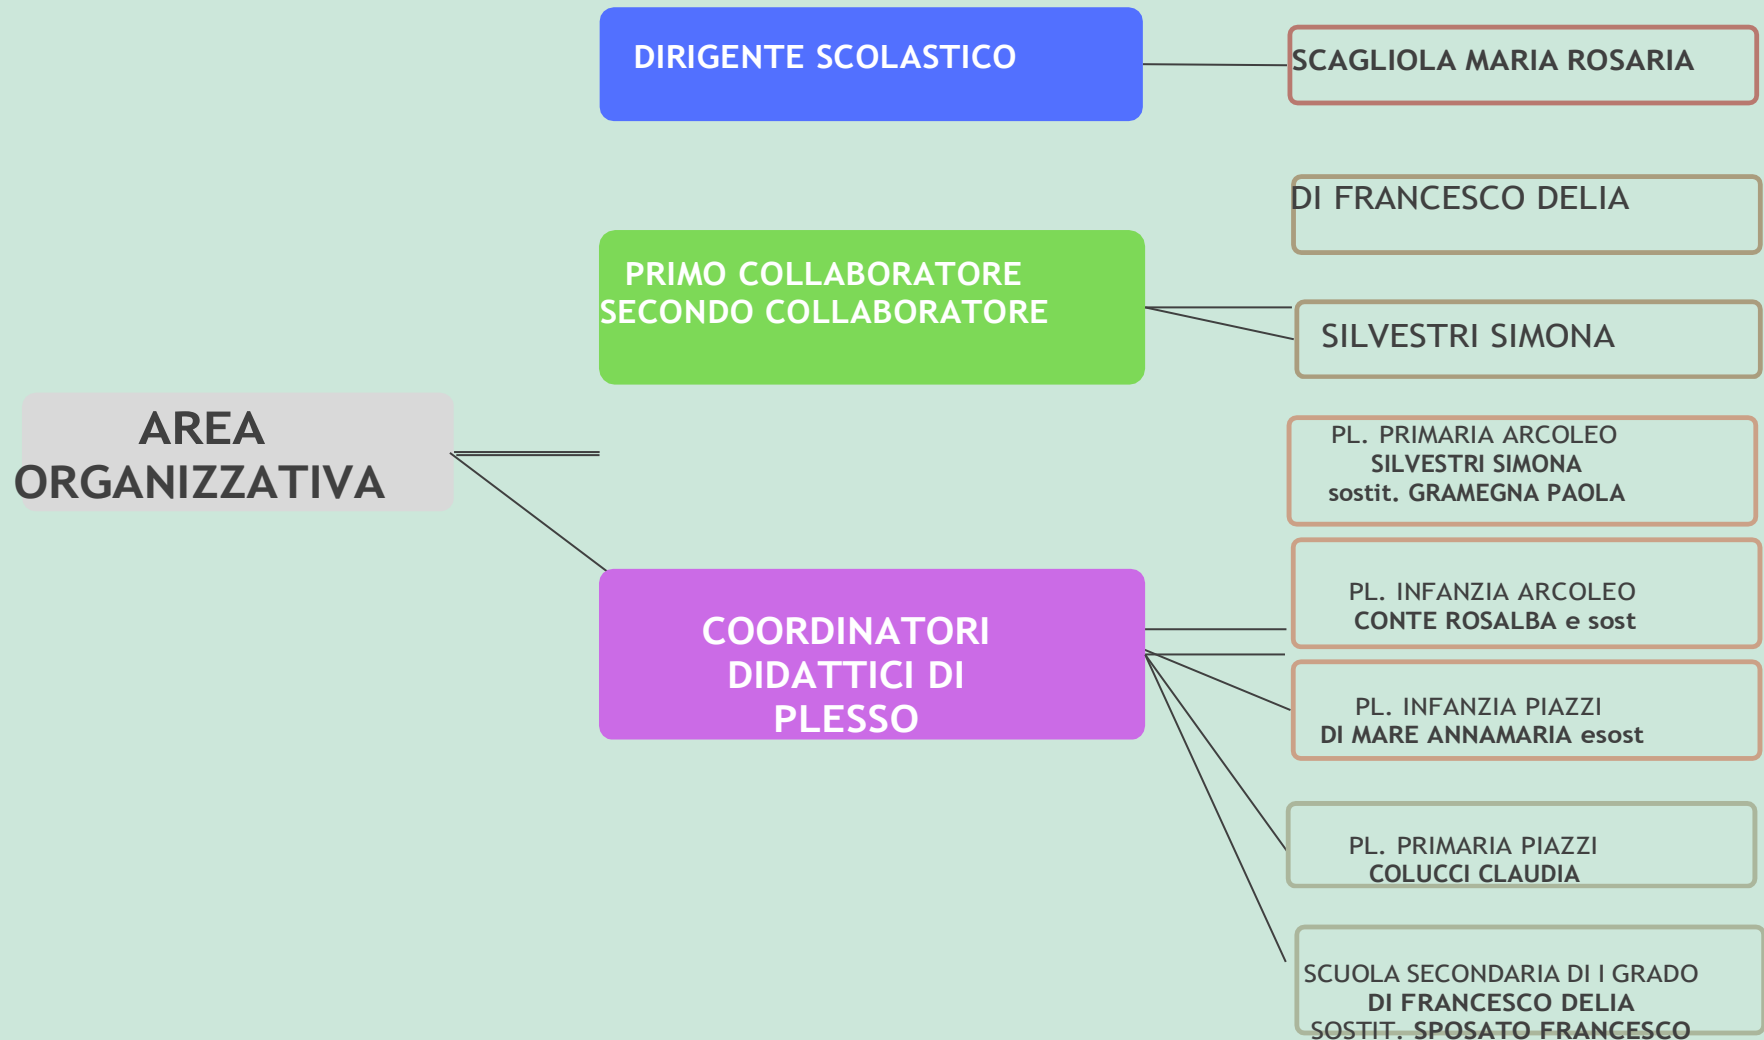 DIRIGENTE SCOLASTICO
SCAGLIOLA MARIA ROSARIA
DI FRANCESCO DELIA
PRIMO COLLABORATORE
SECONDO COLLABORATORE
SILVESTRI SIMONA
AREA
ORGANIZZATIVA
PL. PRIMARIA ARCOLEO
SILVESTRI SIMONA
sostit. GRAMEGNA PAOLA
COORDINATORI
DIDATTICI DI
PLESSO
PL. INFANZIA ARCOLEO
CONTE ROSALBA e sost
PL. INFANZIA PIAZZI
DI MARE ANNAMARIA esost
PL. PRIMARIA PIAZZI
COLUCCI CLAUDIA
SCUOLA SECONDARIA DI I GRADO
DI FRANCESCO DELIA
SOSTIT. SPOSATO FRANCESCO